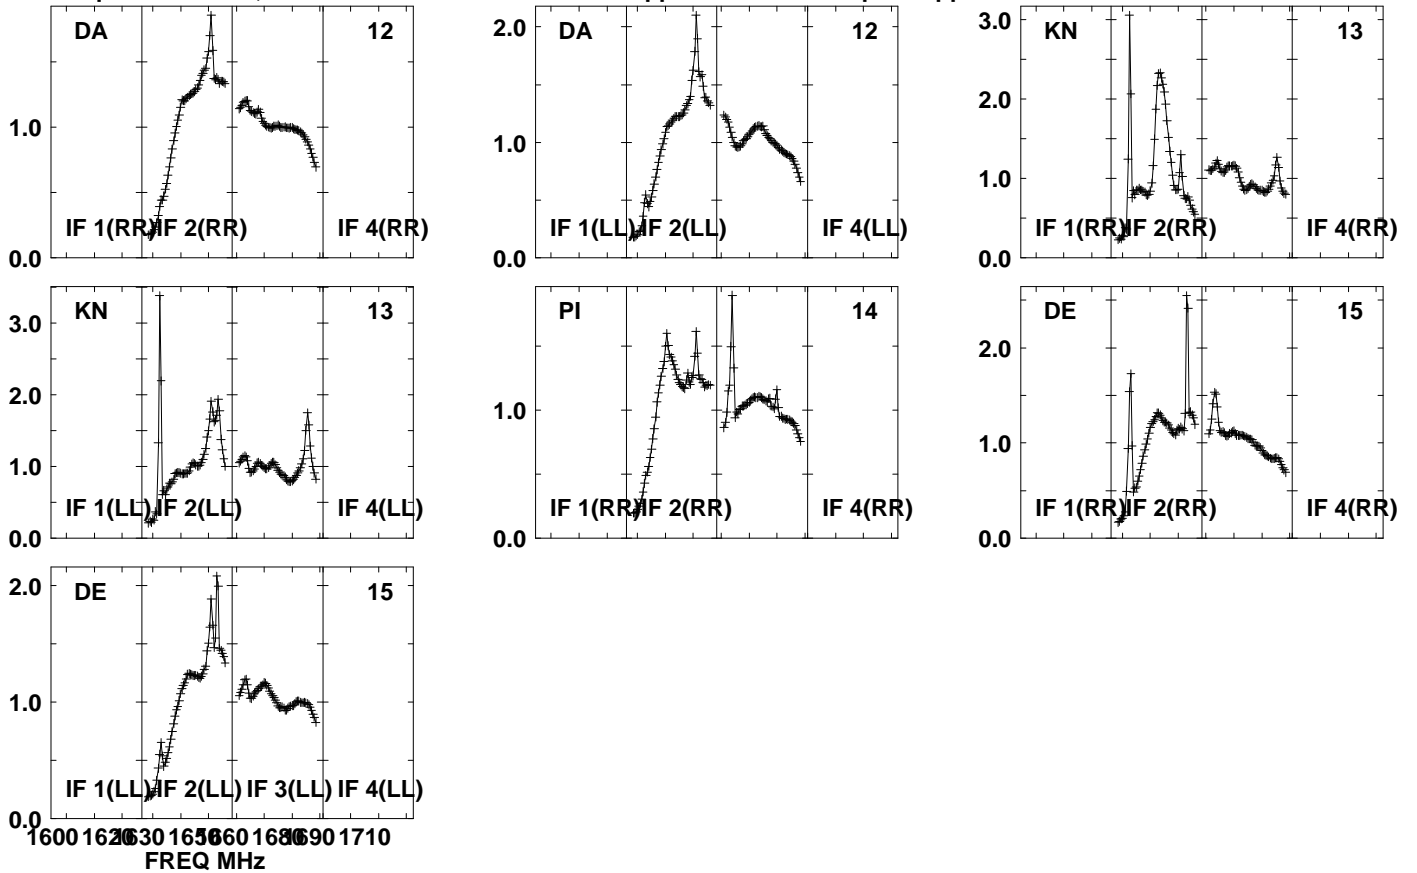 DA 12
1.0
0.0
IF 1(RR) IF 2(RR) IF 4(RR)
DA 12
2.0
1.0
0.0
IF 1(LL) IF 2(LL) IF 4(LL)
KN 13
3.0
2.0
1.0
0.0
IF 1(RR) IF 2(RR) IF 4(RR)
KN 13
3.0
2.0
1.0
0.0
IF 1(LL) IF 2(LL) IF 4(LL)
PI 14
1.0
0.0
IF 1(RR) IF 2(RR) IF 4(RR)
DE 15
2.0
1.0
0.0
IF 1(RR) IF 2(RR) IF 4(RR)
DE 15
2.0
1.0
0.0
IF 1(LL) IF 2(LL) IF 3(LL) IF 4(LL)
1600 1620 1630 1650 1660 1680 1690 1710
FREQ MHz